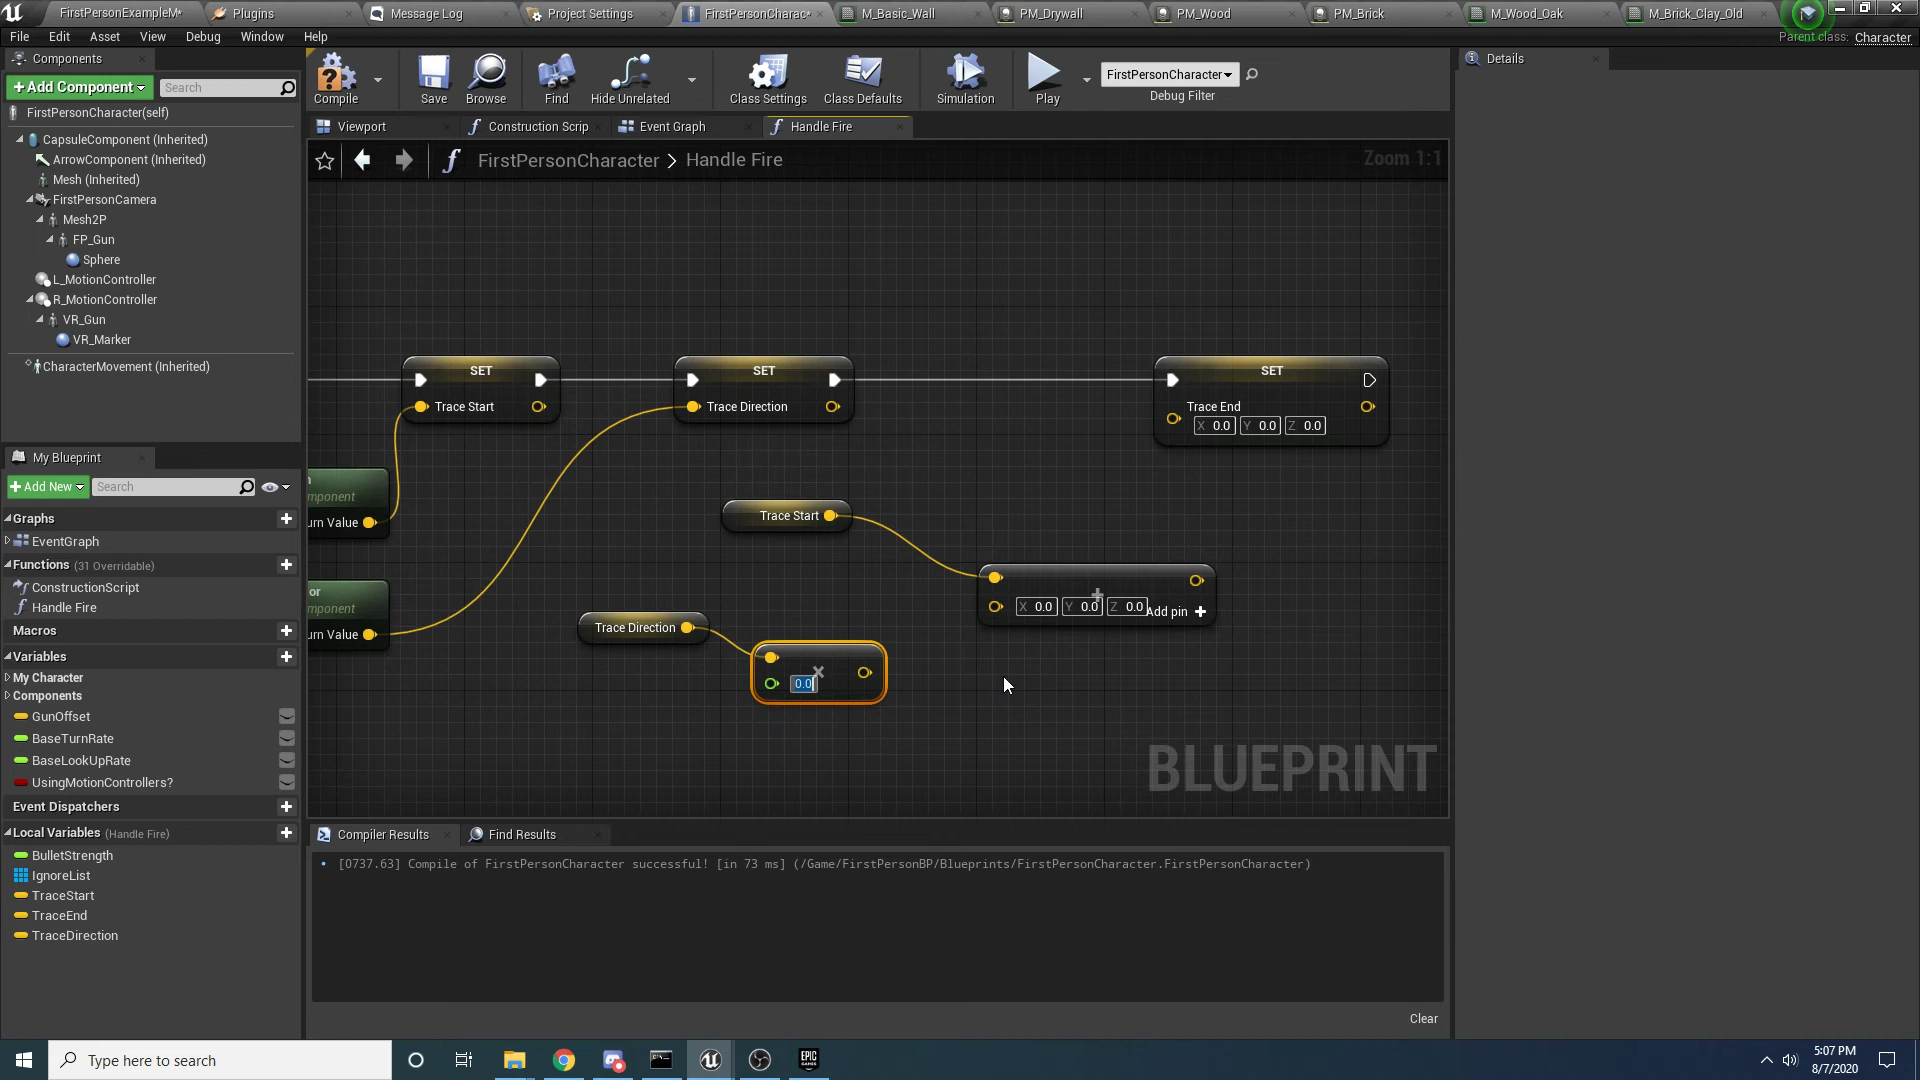 FirstPersonExampleM*
Plugins
Message Log
Project Settings
FirstPersonCharac*
M_Basic_Wall
PM_Drywall
PM_Wood
PM_Brick
M_Wood_Oak
M_Brick_Clay_Old
File Edit Asset View Debug Window Help
Parent class: Character
Components
+Add Component
Search
FirstPersonCharacter(self)
CapsuleComponent (Inherited)
ArrowComponent (Inherited)
Mesh (Inherited)
FirstPersonCamera
Mesh2P
FP_Gun
Sphere
L_MotionController
R_MotionController
VR_Gun
VR_Marker
CharacterMovement (Inherited)
My Blueprint
+Add New
Search
Graphs
EventGraph
Functions (31 Overridable)
ConstructionScript
Handle Fire
Macros
Variables
My Character
Components
GunOffset
BaseTurnRate
BaseLookUpRate
UsingMotionControllers?
Event Dispatchers
Local Variables (Handle Fire)
BulletStrength
IgnoreList
TraceStart
TraceEnd
TraceDirection
Compile
Save
Browse
Find
Hide Unrelated
Class Settings
Class Defaults
Simulation
Play
FirstPersonCharacter
Debug Filter
Viewport
Construction Scrip
Event Graph
Handle Fire
FirstPersonCharacter > Handle Fire
Zoom 1:1
SET
Trace Start
SET
Trace Direction
SET
Trace End
X 0.0 Y 0.0 Z 0.0
mponent
urn Value
Trace Start
X 0.0 Y 0.0 Z 0.0
Add pin +
or
mponent
urn Value
Trace Direction
0.0
BLUEPRINT
Compiler Results
Find Results
[0737.63] Compile of FirstPersonCharacter successful! [in 73 ms] (/Game/FirstPersonBP/Blueprints/FirstPersonCharacter.FirstPersonCharacter)
Clear
Details
Type here to search
EPIC
GAMES
5:07 PM
8/7/2020